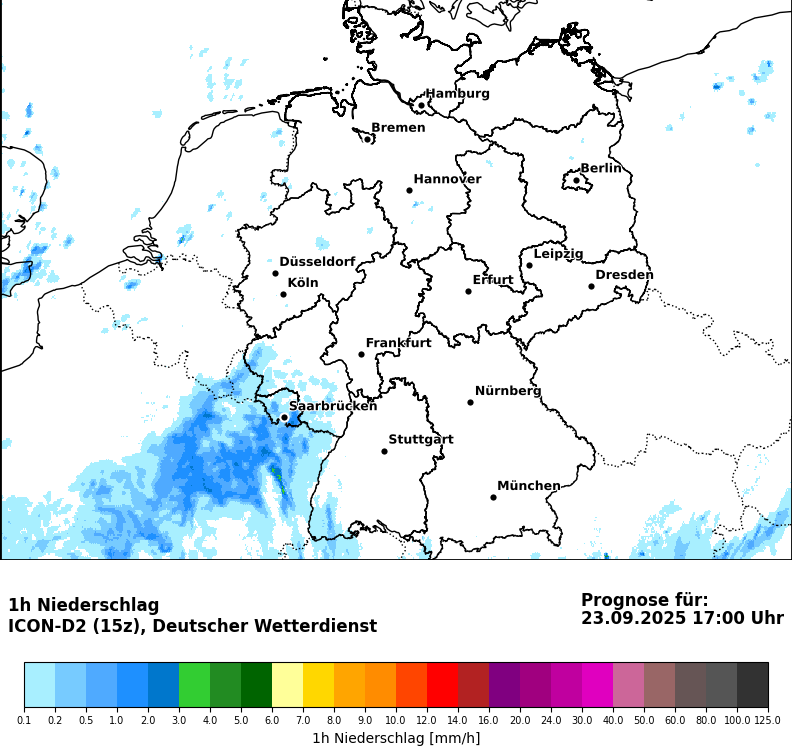 Hamburg
Bremen
Berlin
Hannover
Leipzig
Düsseldorf
Dresden
Köln
Erfurt
Frankfurt
Nürnberg
Saarbrücken
Stuttgart
München
1h Niederschlag
ICON-D2 (15z), Deutscher Wetterdienst
Prognose für:
23.09.2025 17:00 Uhr
0.1 0.2 0.5 1.0 2.0 3.0 4.0 5.0 6.0 7.0 8.0 9.0 10.0 12.0 14.0 16.0 20.0 24.0 30.0 40.0 50.0 60.0 80.0 100.0 125.0
1h Niederschlag [mm/h]